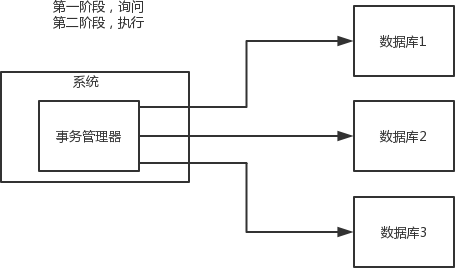 第一阶段，询问
第二阶段，执行
系统
事务管理器
数据库1
数据库2
数据库3